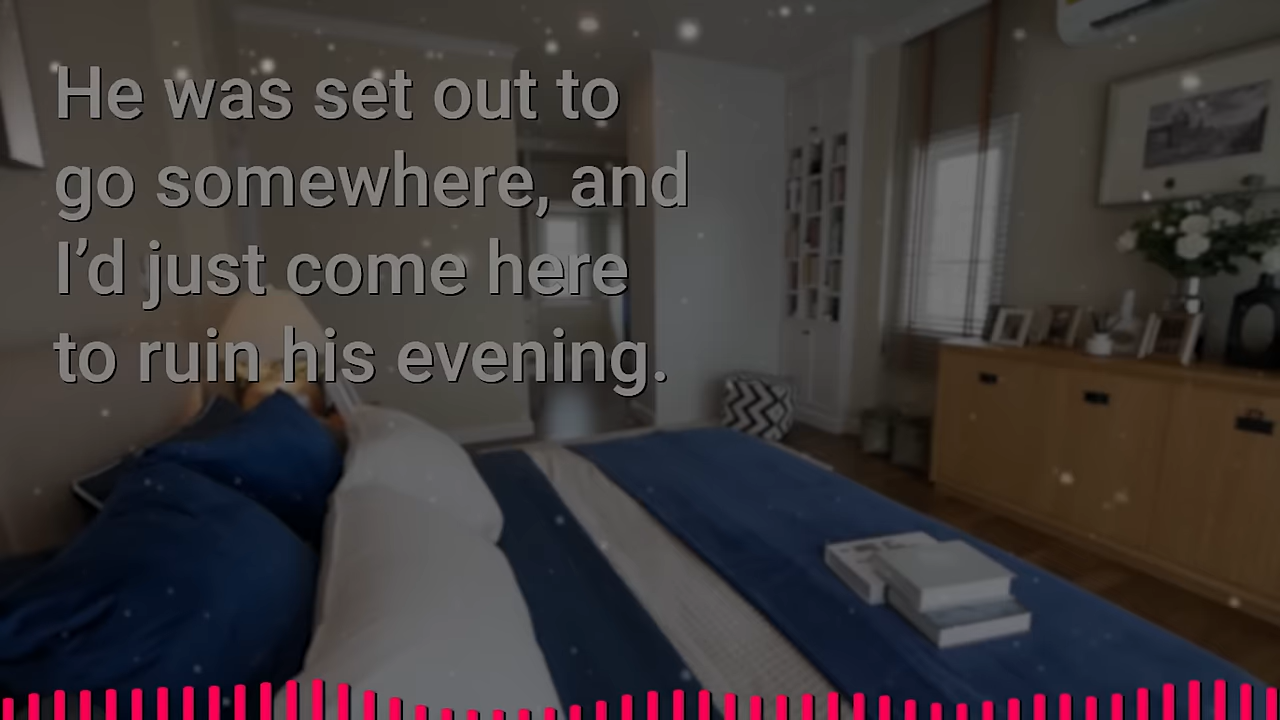 He was set out to
go somewhere, and
I’d just come here
to ruin his evening.